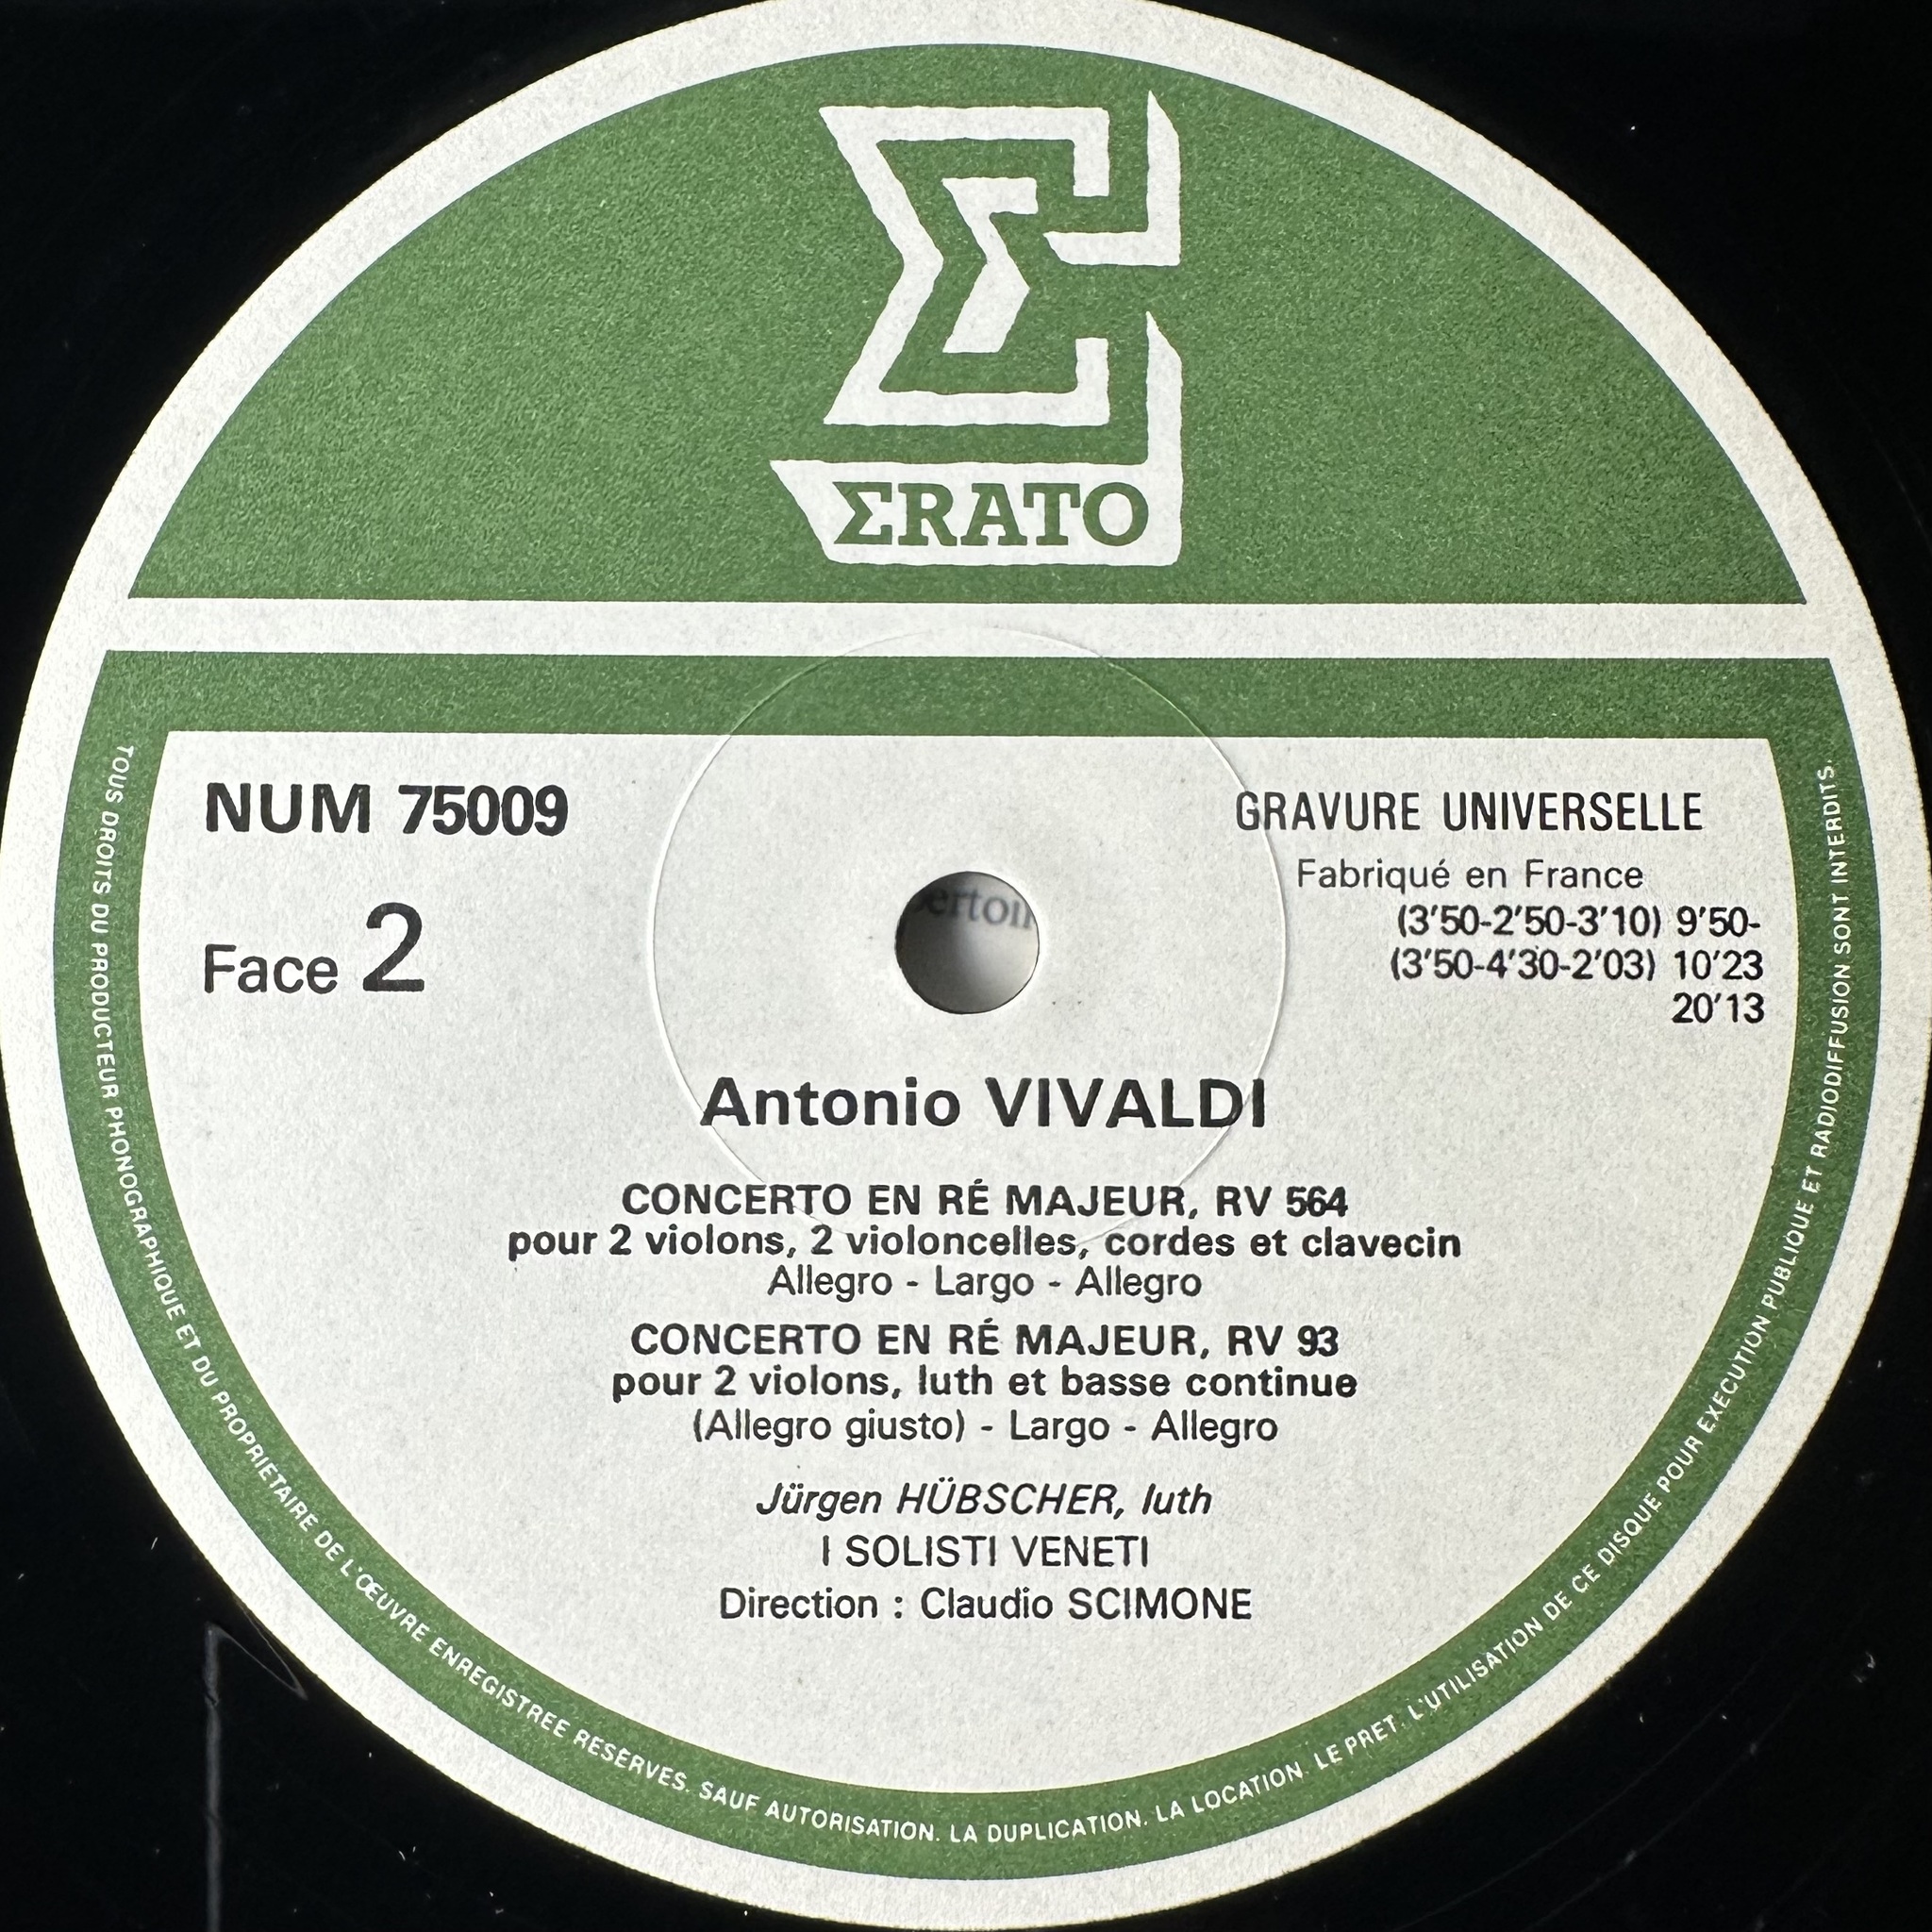 ΣRATO
NUM 75009
GRAVURE UNIVERSELLE
Fabriqué en France
Face 2
(3'50-2'50-3'10) 9'50-
(3'50-4'30-2'03) 10'23
20'13
Antonio VIVALDI
CONCERTO EN RÉ MAJEUR, RV 564
pour 2 violons, 2 violoncelles, cordes et clavecin
Allegro - Largo - Allegro
CONCERTO EN RÉ MAJEUR, RV 93
pour 2 violons, luth et basse continue
(Allegro giusto) - Largo - Allegro
Jürgen HÜBSCHER, luth
I SOLISTI VENETI
Direction : Claudio SCIMONE
TOUS DROITS DU PRODUCTEUR PHONOGRAPHIQUE ET DU PROPRIETAIRE DE L'ŒUVRE ENREGISTREE RESERVES. SAUF AUTORISATION. LA DUPLICATION. LA LOCATION. LE PRET. L'UTILISATION DE CE DISQUE POUR EXECUTION PUBLIQUE ET RADIODIFFUSION SONT INTERDITS.